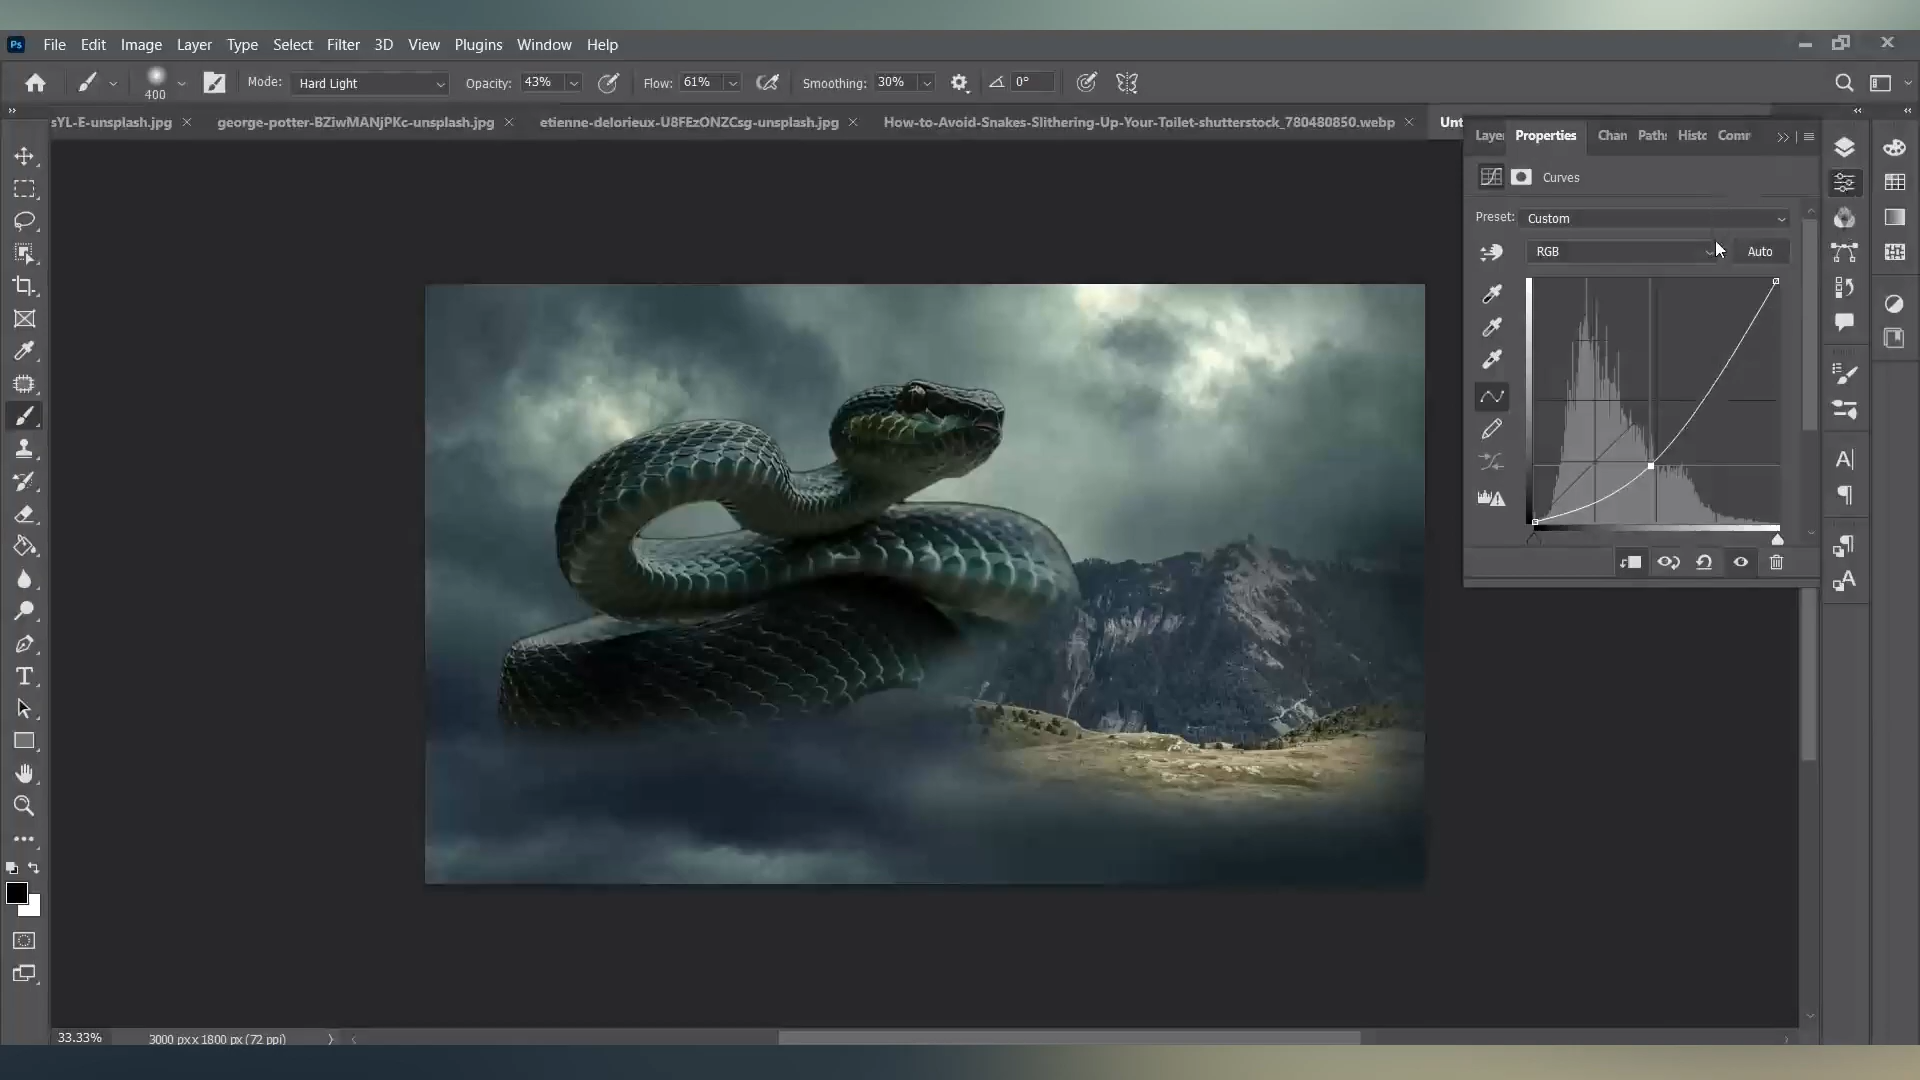 Ps File Edit Image Layer Type Select Filter 3D View Plugins Window Help
400 Mode: Hard Light Opacity: 43% Flow: 61% Smoothing: 30% 0°
sYL-E-unsplash.jpg george-potter-BZiwMANjPKc-unsplash.jpg etienne-delorieux-U8FEzONZCsg-unsplash.jpg How-to-Avoid-Snakes-Slithering-Up-Your-Toilet-shutterstock_780480850.webp Unt
Layer Properties Chan Paths Histo Comr
Curves
Preset: Custom
RGB Auto
33.33% 3000 px x 1800 px (72 ppi)